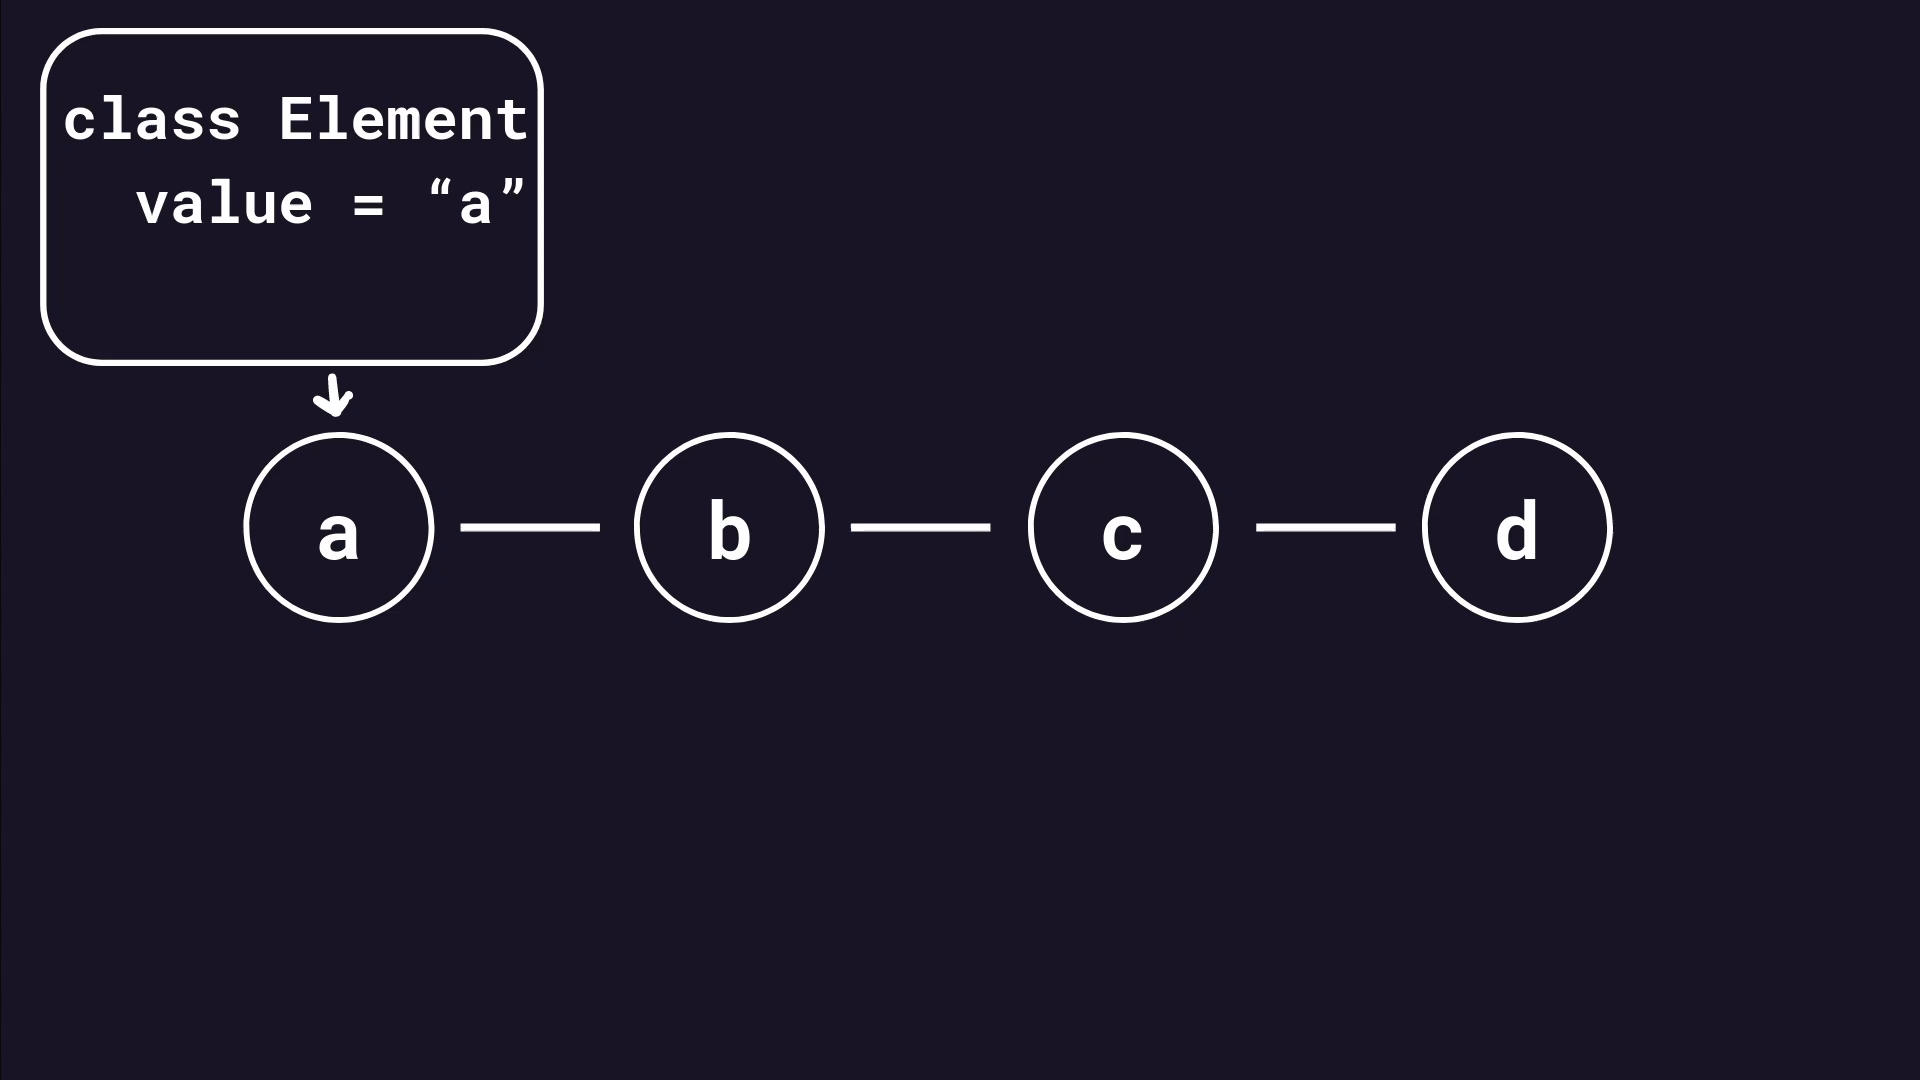 class Element
value = “a”
a
b
c
d